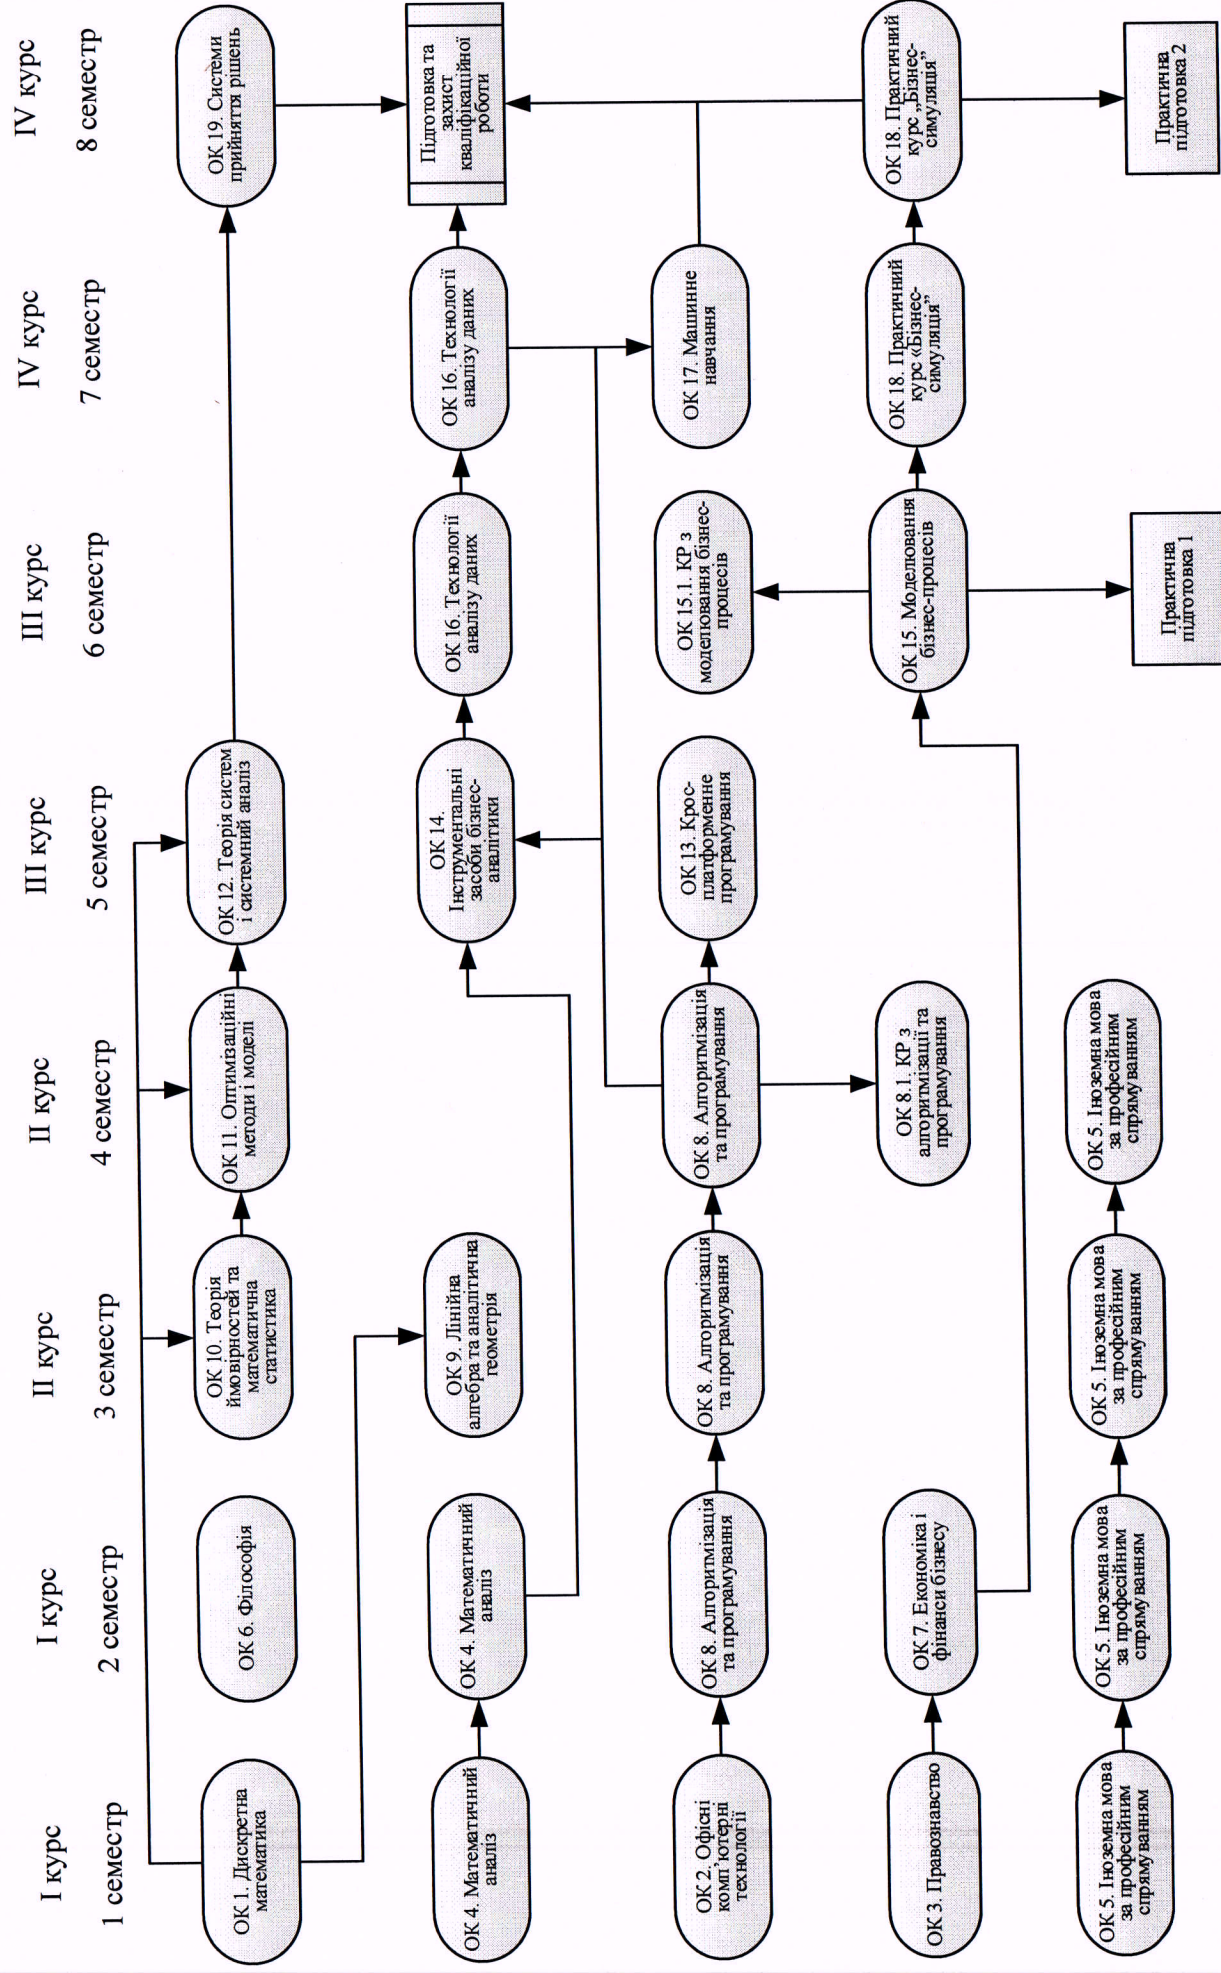 I курс
I курс
II курс
II курс
III курс
III курс
IV курс
IV курс
1 семестр
2 семестр
3 семестр
4 семестр
5 семестр
6 семестр
7 семестр
8 семестр
ОК 1. Дискретна
математика
ОК 6. Філософія
ОК 10. Теорія
ймовірностей та
математична
статистика
ОК 11. Оптимізаційні
методи і моделі
ОК 12. Теорія систем
і системний аналіз
ОК 19. Системи
прийняття рішень
ОК 4. Математичний
аналіз
ОК 4. Математичний
аналіз
ОК 9. Лінійна
алгебра та аналітична
геометрія
ОК 14.
Інструментальні
засоби бізнес-
аналітики
ОК 16. Технології
аналізу даних
ОК 16. Технології
аналізу даних
Підготовка та
захист
кваліфікаційної
роботи
ОК 2. Офісні
комп’ютерні
технології
ОК 8. Алгоритмізація
та програмування
ОК 8. Алгоритмізація
та програмування
ОК 8. Алгоритмізація
та програмування
ОК 13. Крос-
платформенне
програмування
ОК 15.1. КР з
моделювання бізнес-
процесів
ОК 17. Машинне
навчання
ОК 3. Правознавство
ОК 7. Економіка і
фінанси бізнесу
ОК 8.1. КР з
алгоритмізації та
програмування
ОК 15. Моделювання
бізнес-процесів
ОК 18. Практичний
курс «Бізнес-
симуляція”
ОК 18. Практичний
курс „Бізнес-
симуляція”
ОК 5. Іноземна мова
за професійним
спрямуванням
ОК 5. Іноземна мова
за професійним
спрямуванням
ОК 5. Іноземна мова
за професійним
спрямуванням
ОК 5. Іноземна мова
за професійним
спрямуванням
Практична
підготовка 1
Практична
підготовка 2